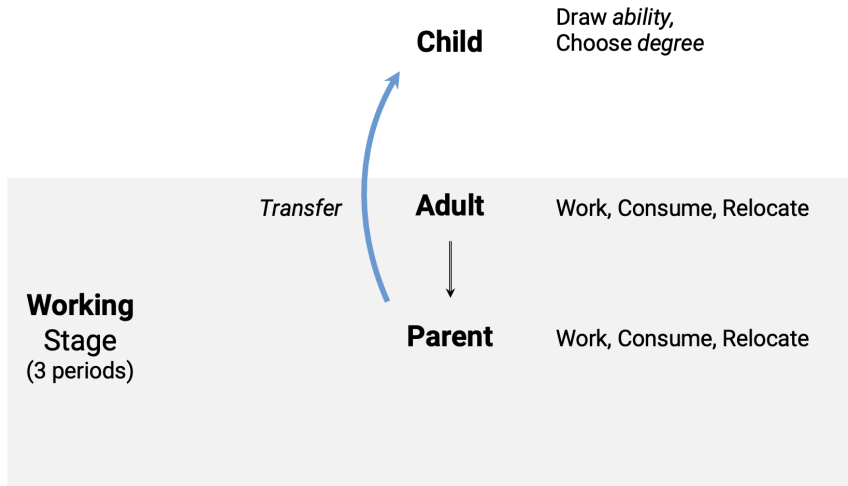 Child
Draw ability,
Choose degree
Transfer
Adult
Work, Consume, Relocate
Working
Stage
(3 periods)
Parent
Work, Consume, Relocate